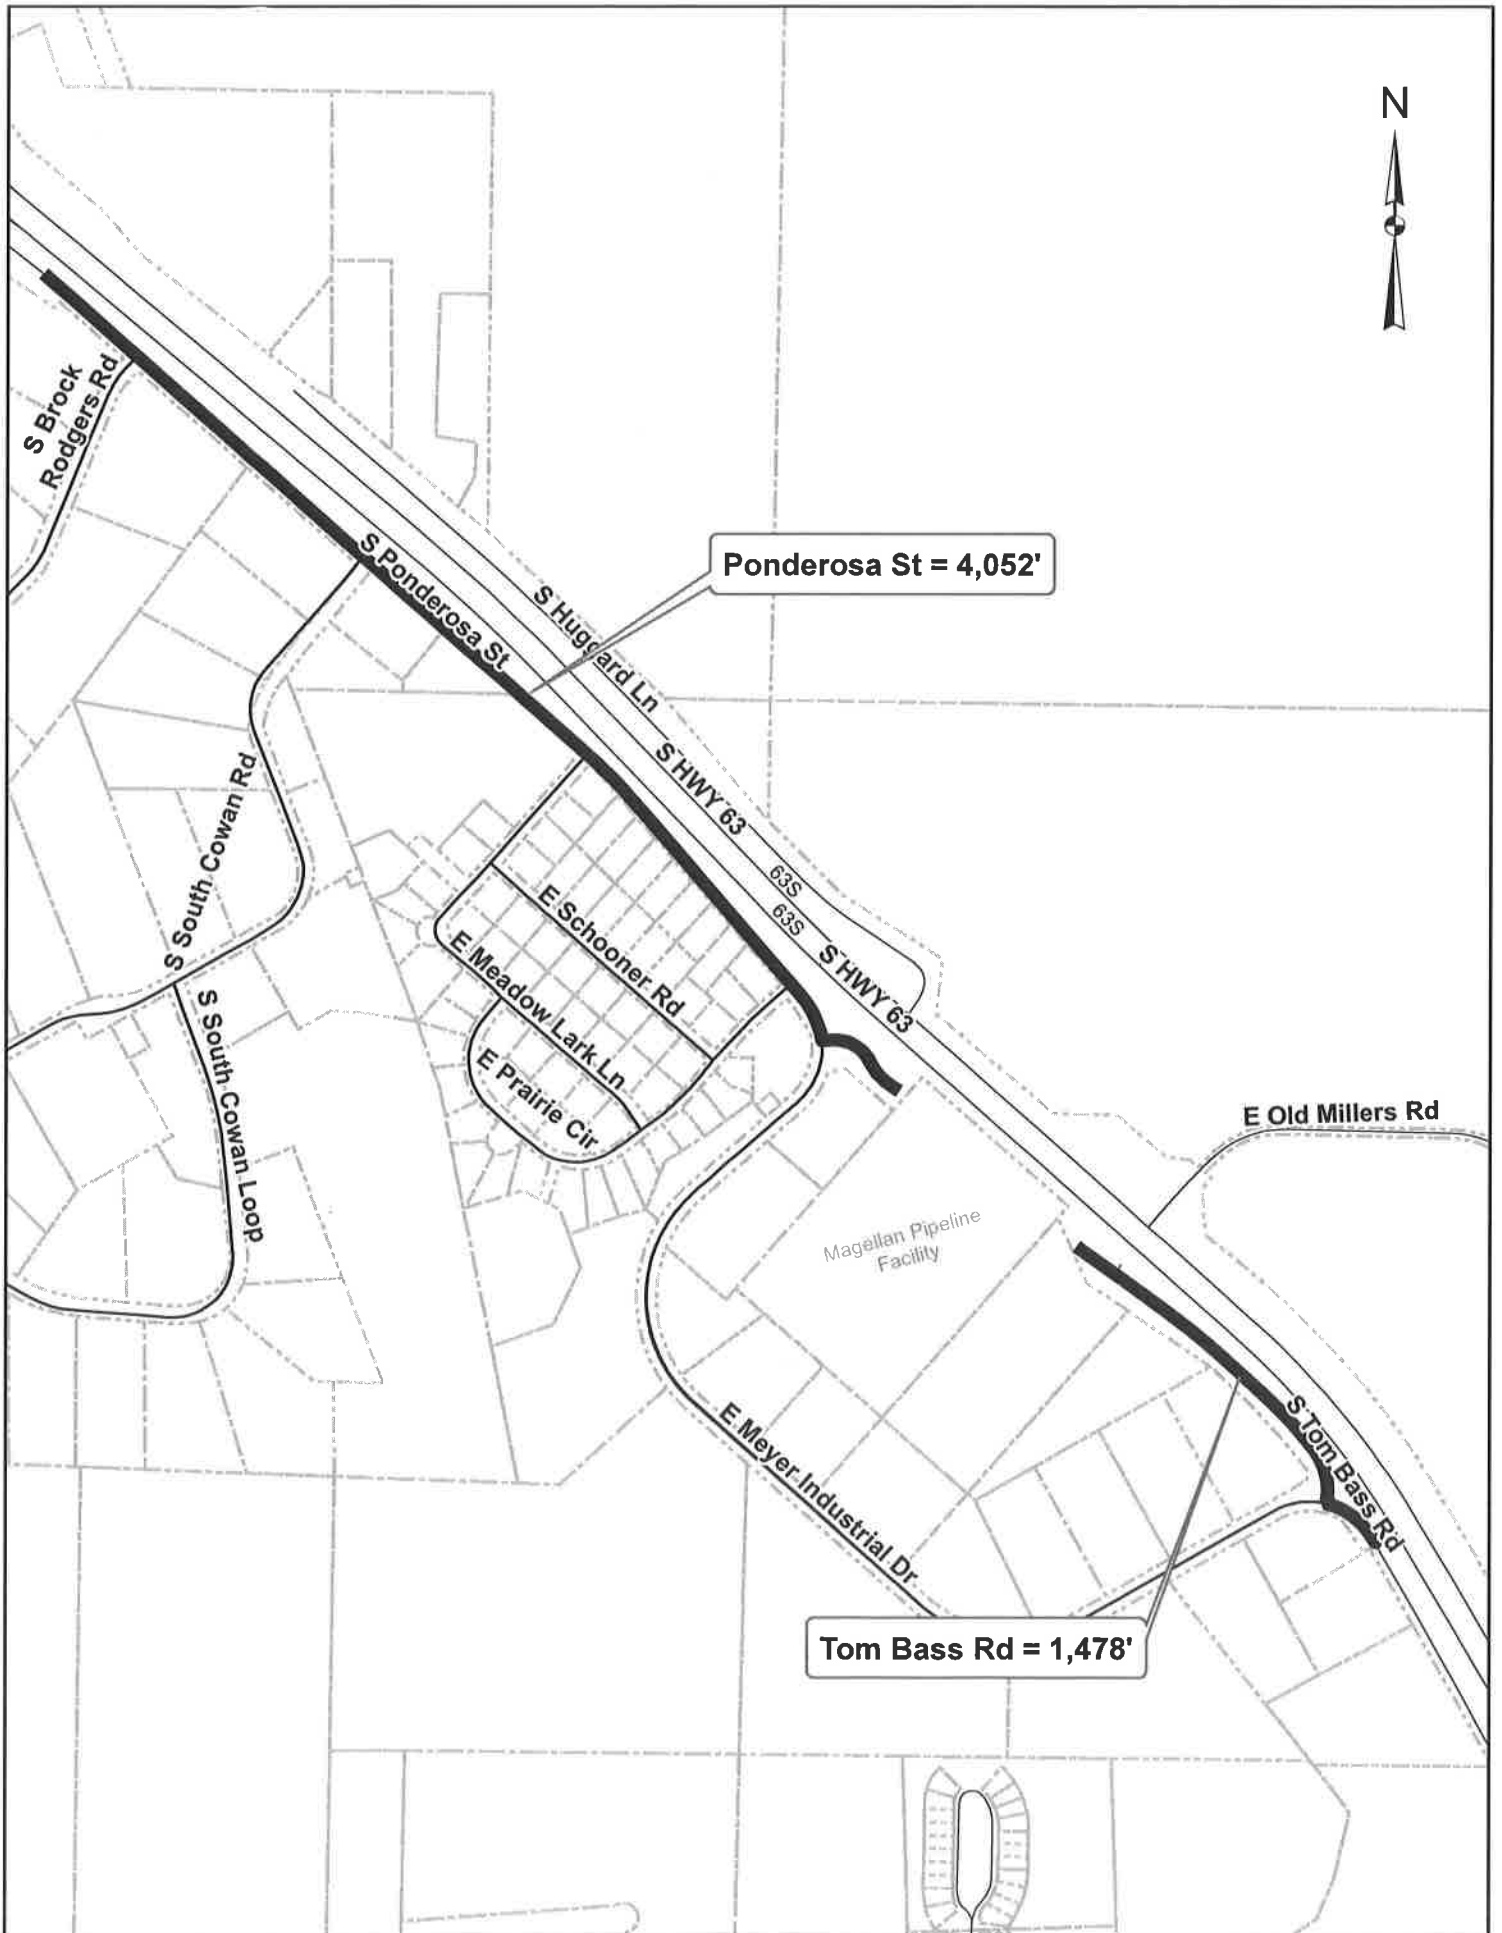 N
S Brock
Rodgers Rd
S Ponderosa St
Ponderosa St = 4,052'
S Huggard Ln
S HWY 63
63S
63S
S HWY 63
S South Cowan Rd
E Schooner Rd
E Meadow Lark Ln
E Prairie Cir
S South Cowan Loop
E Old Millers Rd
Magellan Pipeline
Facility
E Meyer Industrial Dr
S Tom Bass Rd
Tom Bass Rd = 1,478'